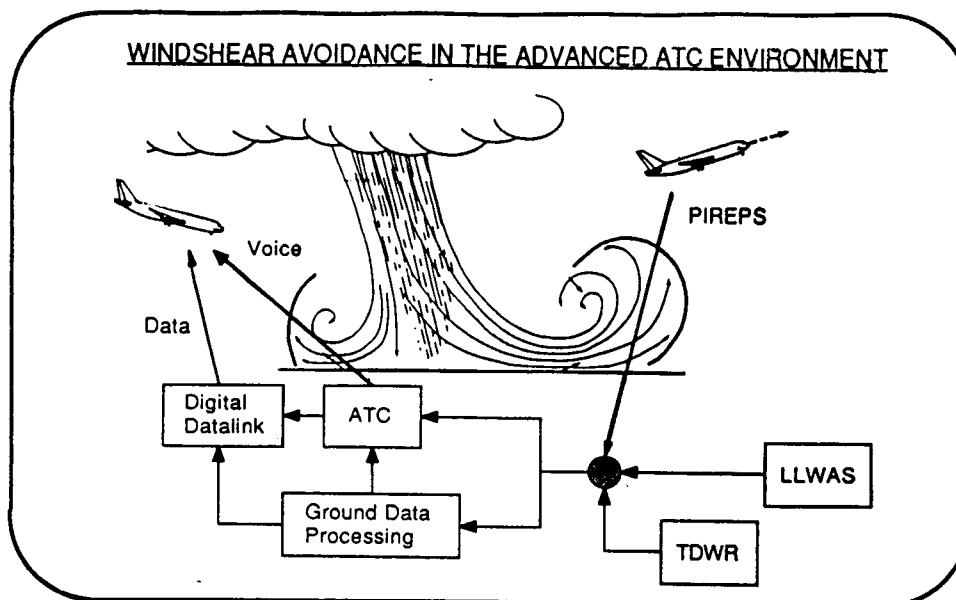 WINDSHEAR AVOIDANCE IN THE ADVANCED ATC ENVIRONMENT
PIREPS
Voice
Data
Digital
Datalink
ATC
LLWAS
Ground Data
Processing
TDWR